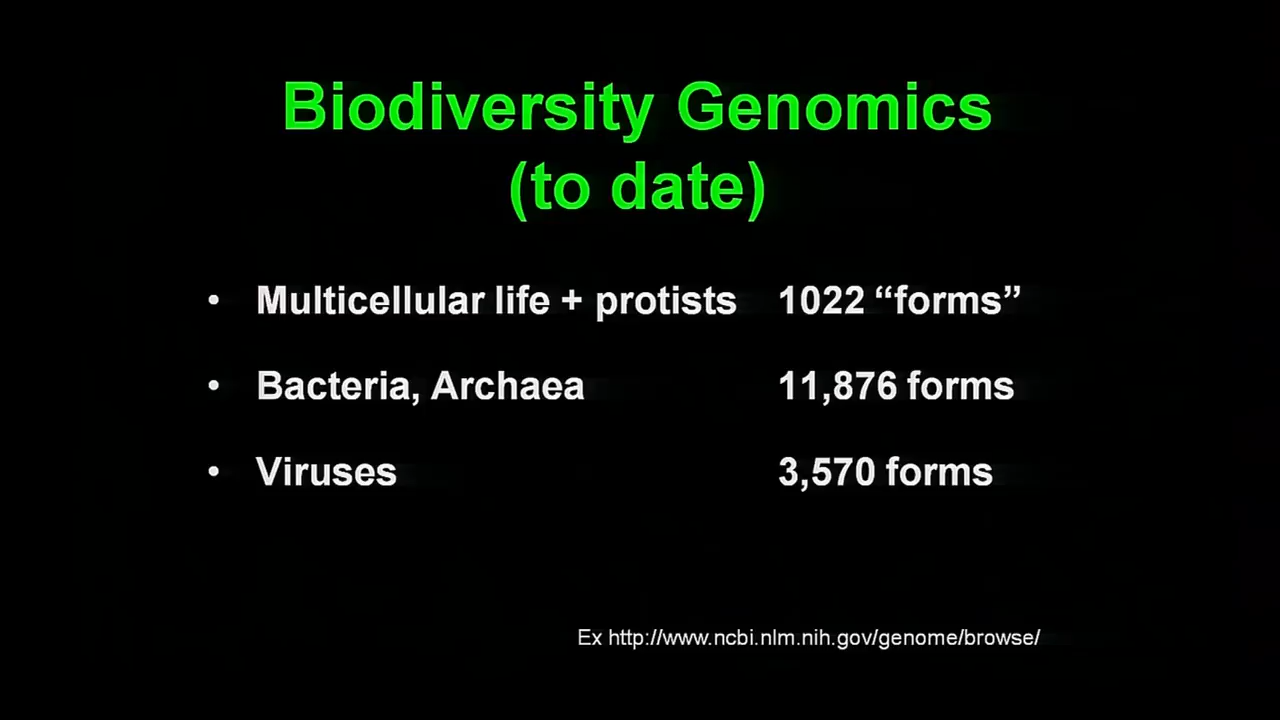 Biodiversity Genomics
(to date)
• Multicellular life + protists 1022 “forms”
• Bacteria, Archaea 11,876 forms
• Viruses 3,570 forms
Ex http://www.ncbi.nlm.nih.gov/genome/browse/